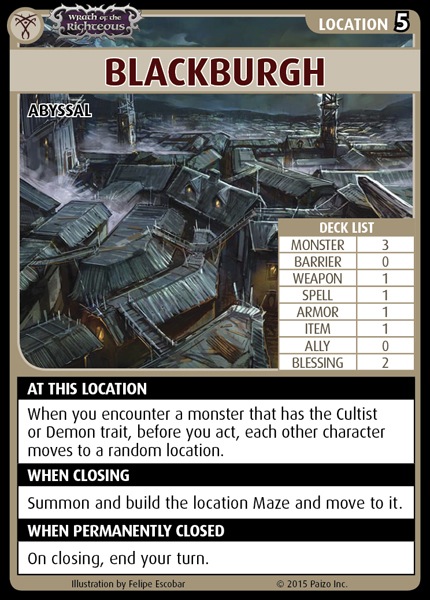 Wrath of the
Righteous
LOCATION 5
BLACKBURGH
ABYSSAL
DECK LIST
MONSTER 3
BARRIER 0
WEAPON 1
SPELL 1
ARMOR 1
ITEM 1
ALLY 0
BLESSING 2
AT THIS LOCATION
When you encounter a monster that has the Cultist
or Demon trait, before you act, each other character
moves to a random location.
WHEN CLOSING
Summon and build the location Maze and move to it.
WHEN PERMANENTLY CLOSED
On closing, end your turn.
Illustration by Felipe Escobar © 2015 Paizo Inc.